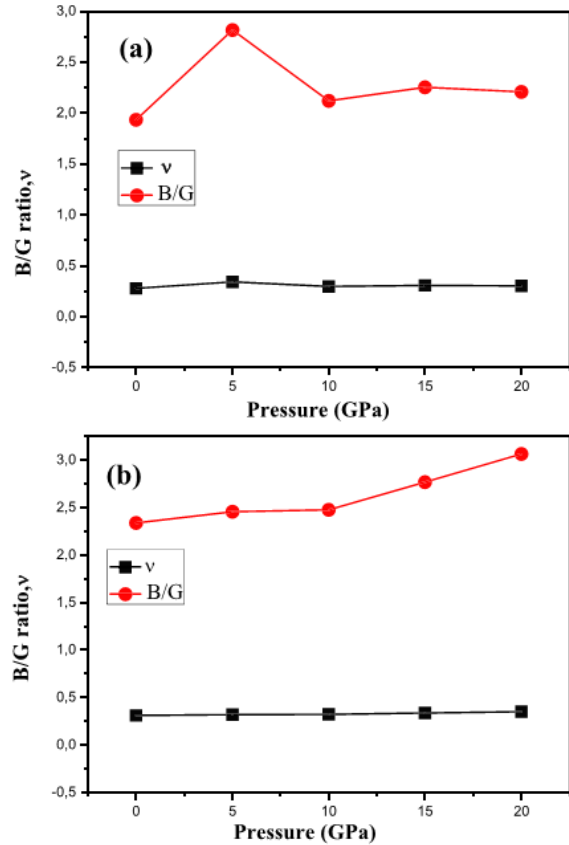 (a)
3,0
2,5
2,0
1,5
1,0
0,5
0,0
-0,5
B/G ratio,ν
ν
B/G
0 5 10 15 20
Pressure (GPa)
(b)
3,0
2,5
2,0
1,5
1,0
0,5
0,0
-0,5
B/G ratio,ν
ν
B/G
0 5 10 15 20
Pressure (GPa)